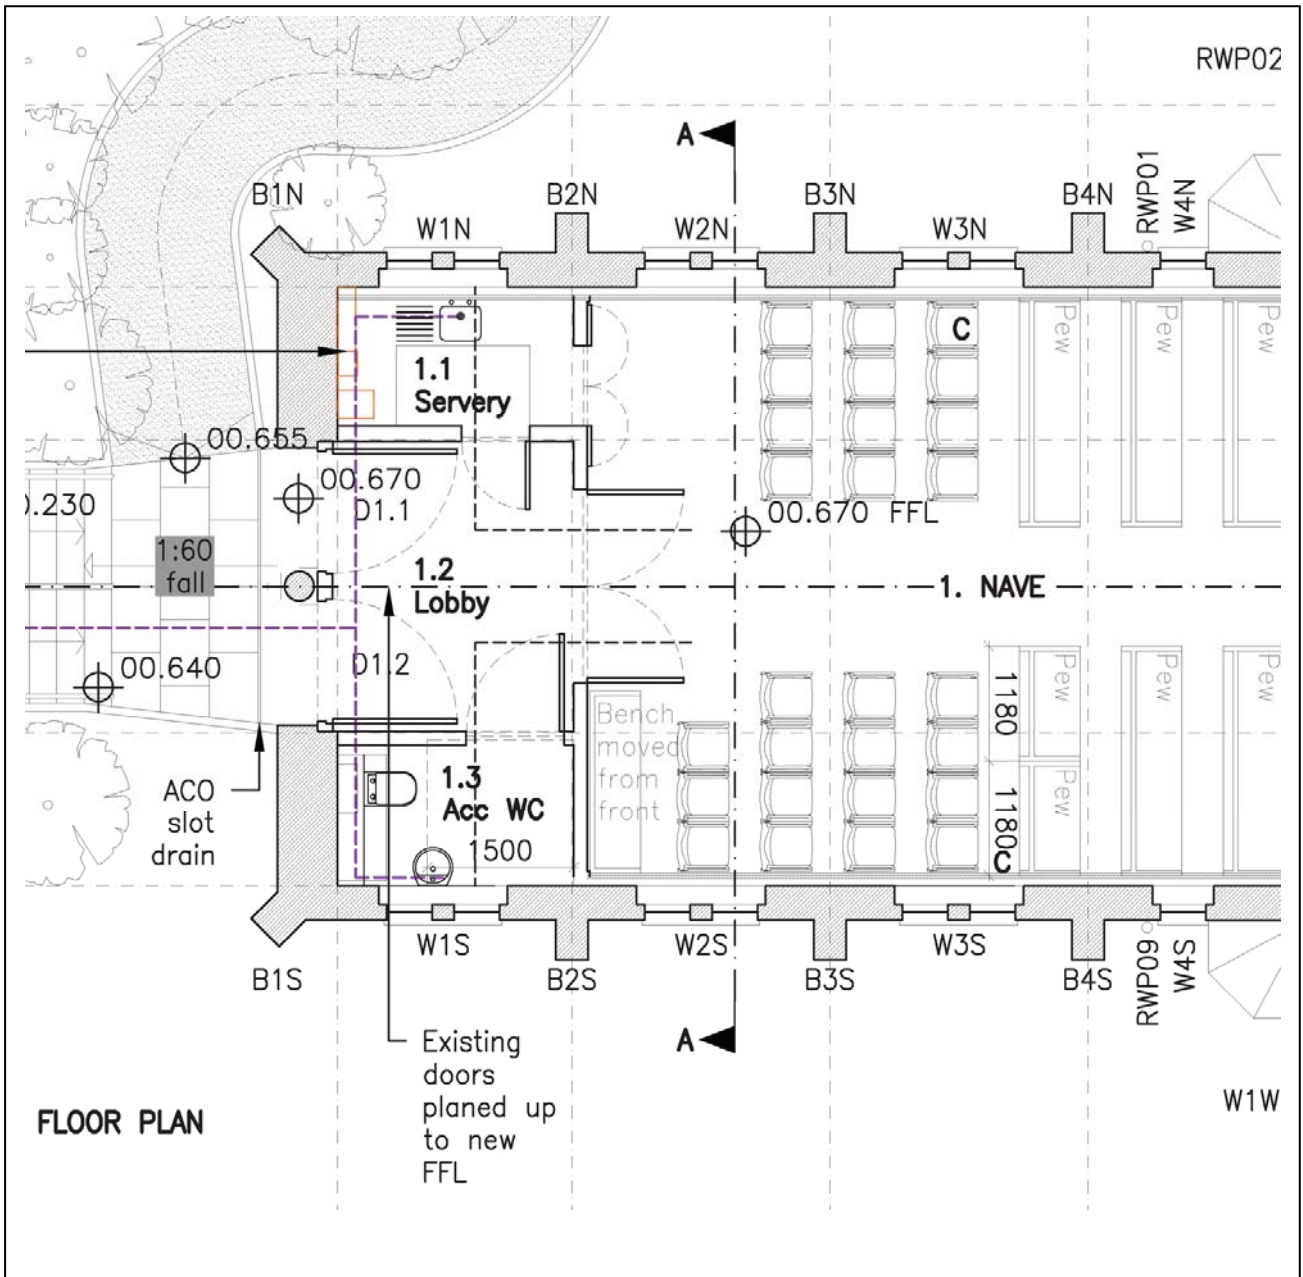 RWP02
A
B1N
B2N
B3N
B4N
RWP01
W4N
W1N
W2N
W3N
C
Pew
Pew
Pew
1.1
Servery
00.655
00.670
D1.1
0.230
00.670 FFL
1:60
fall
1.2
Lobby
1. NAVE
00.640
D1.2
1180
Pew
Pew
Pew
Bench
moved
from
front
1.3
Acc WC
1500
ACO
slot
drain
1180
Pew
C
W1S
W2S
W3S
RWP09
W4S
B1S
B2S
B3S
B4S
A
Existing
doors
planed up
to new
FFL
FLOOR PLAN
W1W